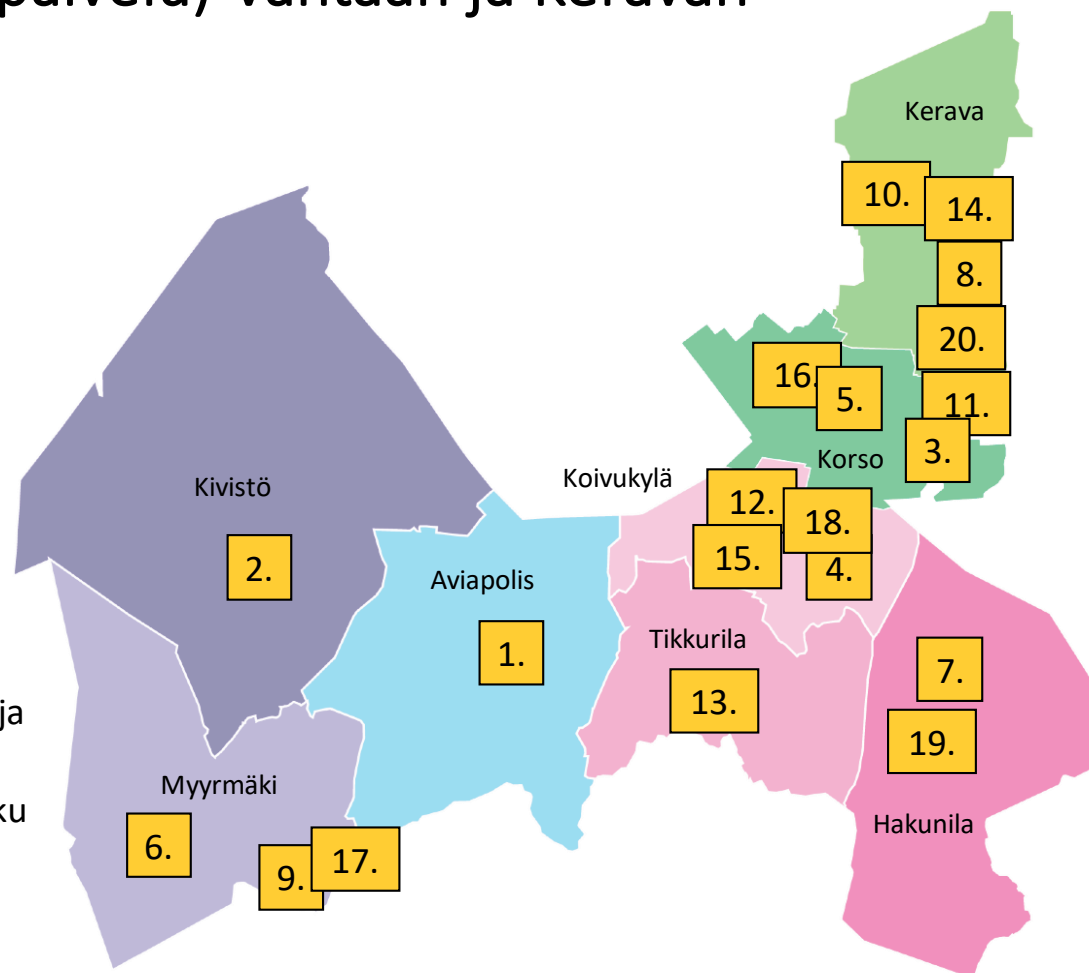 palvelu) Vantaan ja Keravan
Kerava
10.
14.
8.
20.
16.
5.
11.
3.
Korso
Koivukylä
Kivistö
12.
18.
15.
4.
2.
Aviapolis
1.
Tikkurila
7.
13.
ja
19.
Myyrmäki
ku
Hakunila
6.
9.
17.